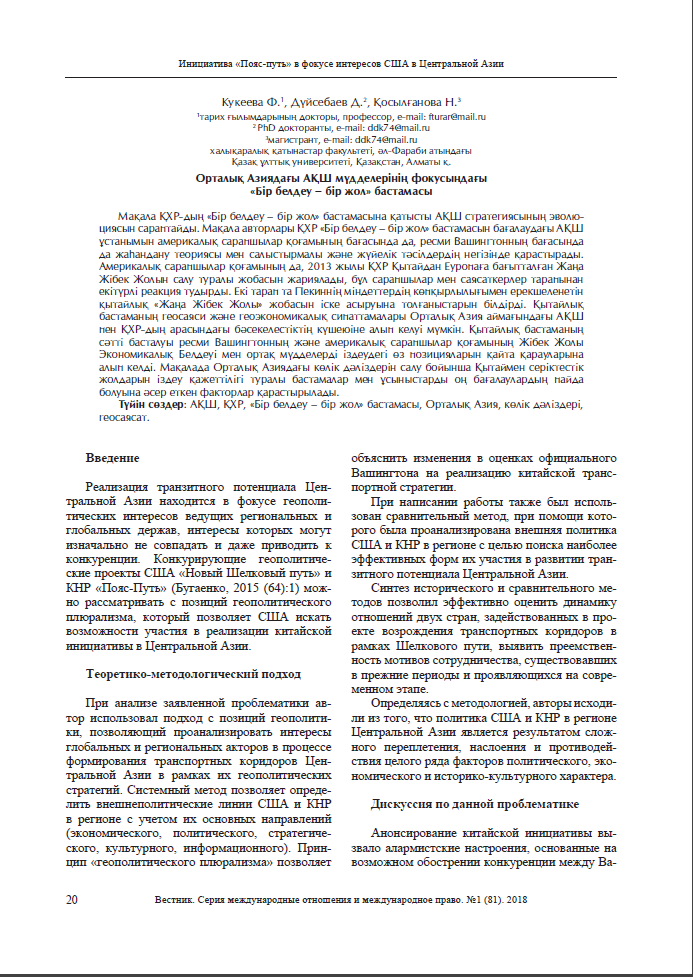 Инициатива «Пояс-путь» в фокусе интересов США в Центральной Азии
Кукеева Ф.¹, Дүйсебаев Д.², Қосылғанова Н.³
¹тарих ғылымдарының докторы, профессор, e-mail: fturar@mail.ru
² PhD докторанты, e-mail: ddk74@mail.ru
³магистрант, e-mail: ddk74@mail.ru
халықаралық қатынастар факультеті, әл-Фараби атындағы
Қазақ ұлттық университеті, Қазақстан, Алматы қ.
Орталық Азиядағы АҚШ мүдделерінің фокусындағы
«Бір белдеу – бір жол» бастамасы
Мақала ҚХР-дың «Бір белдеу – бір жол» бастамасына қатысты АҚШ стратегиясының эволю-
циясын сараптайды. Мақала авторлары ҚХР «Бір белдеу – бір жол» бастамасын бағалаудағы АҚШ
ұстанымын америкалық сарапшылар қоғамының бағасында да, ресми Вашингтонның бағасында
да жаһандану теориясы мен салыстырмалы және жүйелік тәсілдердің негізінде қарастырады.
Америкалық сарапшылар қоғамының да, 2013 жылы ҚХР Қытайдан Еуропаға бағытталған Жаңа
Жібек Жолын салу туралы жобасын жариялады, бұл сарапшылар мен саясаткерлер тарапынан
екітүрлі реакция тудырды. Екі тарап та Пекиннің міндеттердің көпқырлылығымен ерекшеленетін
қытайлық «Жаңа Жібек Жолы» жобасын іске асыруына толғаныстарын білдірді. Қытайлық
бастаманың геосаяси және геоэкономикалық сипаттамалары Орталық Азия аймағындағы АҚШ
пен ҚХР-дың арасындағы бәсекелестіктің күшеюіне алып келуі мүмкін. Қытайлық бастаманың
сәтті басталуы ресми Вашингтонның және америкалық сарапшылар қоғамының Жібек Жолы
Экономикалық Белдеуі мен ортақ мүдделерді іздеудегі өз позицияларын қайта қарауларына
алып келді. Мақалада Орталық Азиядағы көлік дәліздерін салу бойынша Қытаймен серіктестік
жолдарын іздеу қажеттілігі туралы бастамалар мен ұсыныстарды оң бағалаулардың пайда
болуына әсер еткен факторлар қарастырылады.
Түйін сөздер: АҚШ, ҚХР, «Бір белдеу – бір жол» бастамасы, Орталық Азия, көлік дәліздері,
геосаясат.
Введение
Реализация транзитного потенциала Цен-
тральной Азии находится в фокусе геополи-
тических интересов ведущих региональных и
глобальных держав, интересы которых могут
изначально не совпадать и даже приводить к
конкуренции. Конкурирующие геополитиче-
ские проекты США «Новый Шелковый путь» и
КНР «Пояс-Путь» (Бугаенко, 2015 (64):1) мож-
но рассматривать с позиций геополитического
плюрализма, который позволяет США искать
возможности участия в реализации китайской
инициативы в Центральной Азии.
Теоретико-методологический подход
При анализе заявленной проблематики ав-
тор использовал подход с позиций геополити-
ки, позволяющий проанализировать интересы
глобальных и региональных акторов в процессе
формирования транспортных коридоров Цен-
тральной Азии в рамках их геополитических
стратегий. Системный метод позволяет опреде-
лить внешнеполитические линии США и КНР
в регионе с учетом их основных направлений
(экономического, политического, стратегиче-
ского, культурного, информационного). Прин-
цип «геополитического плюрализма» позволяет
объяснить изменения в оценках официального
Вашингтона на реализацию китайской транс-
портной стратегии.
При написании работы также был исполь-
зован сравнительный метод, при помощи кото-
рого была проанализирована внешняя политика
США и КНР в регионе с целью поиска наиболее
эффективных форм их участия в развитии тран-
зитного потенциала Центральной Азии.
Синтез исторического и сравнительного ме-
тодов позволил эффективно оценить динамику
отношений двух стран, задействованных в про-
екте возрождения транспортных коридоров в
рамках Шелкового пути, выявить преемствен-
ность мотивов сотрудничества, существовавших
в прежние периоды и проявляющихся на совре-
менном этапе.
Определяясь с методологией, авторы исходи-
ли из того, что политика США и КНР в регионе
Центральной Азии является результатом слож-
ного переплетения, наслоения и противодей-
ствия целого ряда факторов политического, эко-
номического и историко-культурного характера.
Дискуссия по данной проблематике
Анонсирование китайской инициативы вы-
звало алармистские настроения, основанные на
возможном обострении конкуренции между Ва-
20
Вестник. Серия международные отношения и международное право. №1 (81). 2018